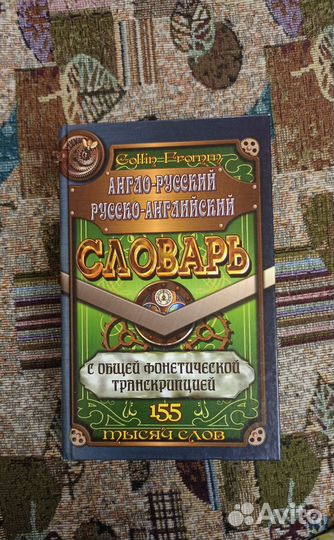 Collin Fromm
АНГЛО-РУССКИЙ
РУССКО-АНГЛИЙСКИЙ
СЛОВАРЬ
С ОБЩЕЙ ФОНЕТИЧЕСКОЙ
ТРАНСКРИПЦИЕЙ
155
ТЫСЯЧ СЛОВ
Avito